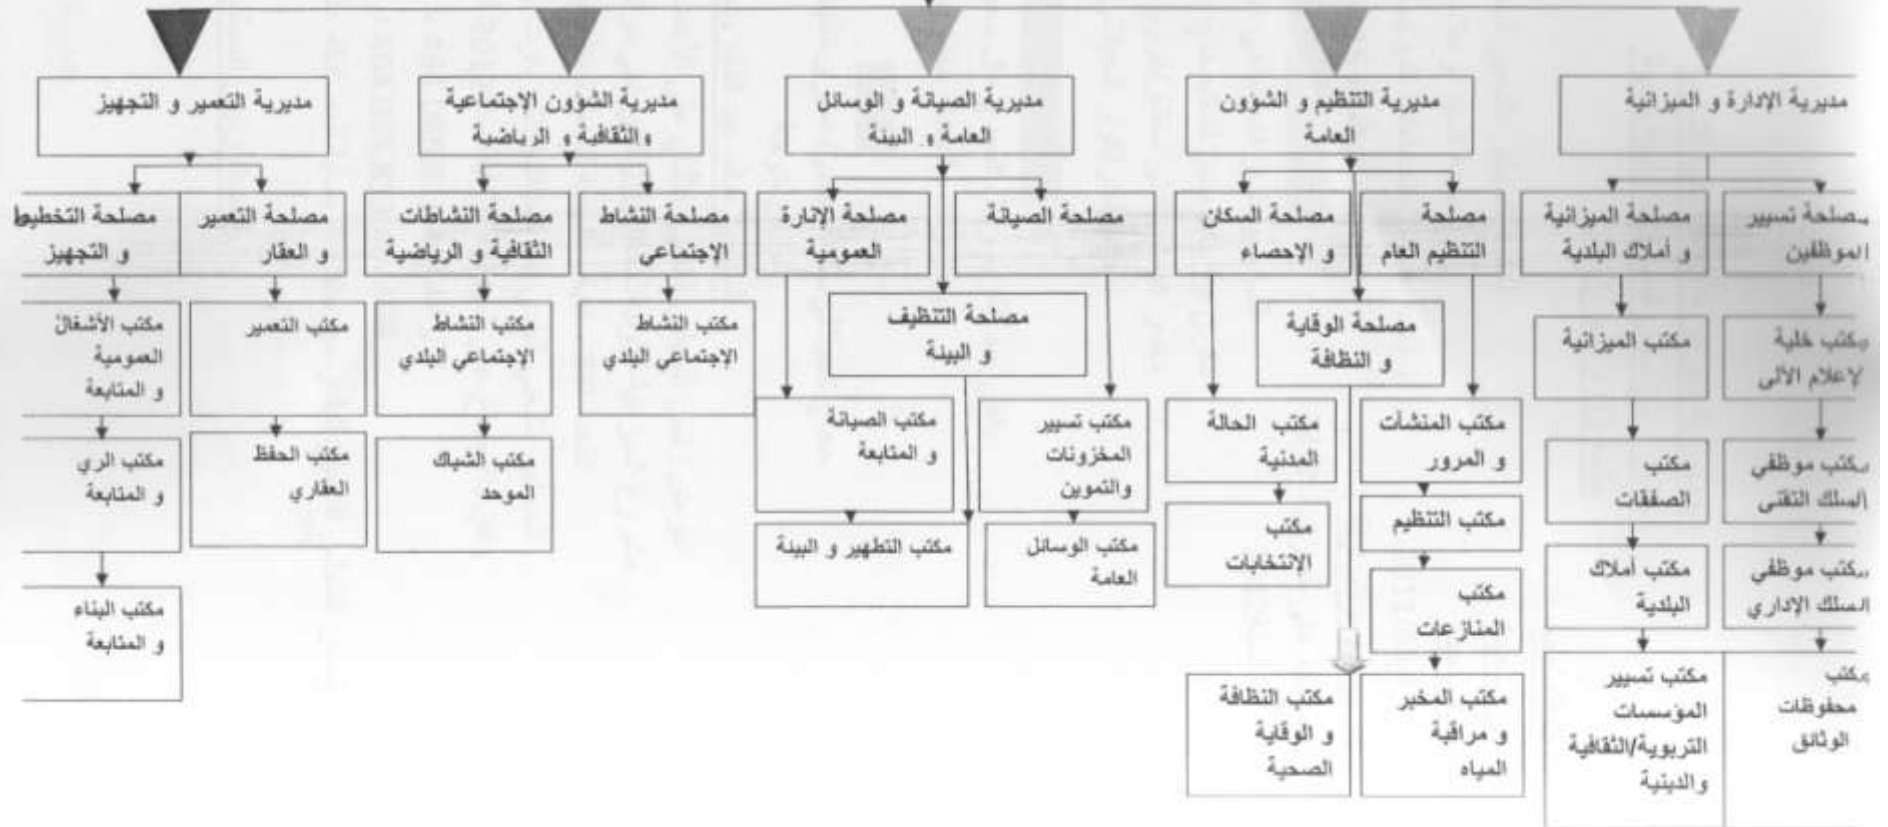 مديرية الإدارة و الميزانية
مديرية التنظيم و الشؤون
العامة
مديرية الصيانة و الوسائل
العامة و البيئة
مديرية الشؤون الإجتماعية
والثقافية و الرياضية
مديرية التعمير و التجهيز
مصلحة تسيير
الموظفين
مصلحة الميزانية
و أملاك البلدية
مصلحة
التنظيم العام
مصلحة السكان
و الإحصاء
مصلحة الصيانة
مصلحة الإنارة
العمومية
مصلحة النشاط
الإجتماعي
مصلحة النشاطات
الثقافية و الرياضية
مصلحة التعمير
و العقار
مصلحة التخطيط
و التجهيز
مكتب خلية
لإعلام الألى
مكتب الميزانية
مصلحة الوقاية
و النظافة
مصلحة التنظيف
و البيئة
مكتب النشاط
الإجتماعي البلدي
مكتب النشاط
الإجتماعي البلدي
مكتب التعمير
مكتب الأشغال
العمومية
و المتابعة
مكتب موظفي
السلك التقني
مكتب
الصفقات
مكتب المنشأت
و المرور
مكتب الحالة
المدنية
مكتب تسيير
المخزونات
والتموين
مكتب الصيانة
و المتابعة
مكتب الشباك
الموحد
مكتب الحفظ
العقاري
مكتب الري
و المتابعة
مكتب موظفي
السلك الإداري
مكتب أملاك
البلدية
مكتب التنظيم
مكتب
الإنتخابات
مكتب الوسائل
العامة
مكتب التطهير و البيئة
مكتب البناء
و المتابعة
مكتب
المنازعات
مكتب
محفوظات
الوثائق
مكتب تسيير
المؤسسات
التربوية/الثقافية
والدينية
مكتب المخبر
و مراقبة
المياه
مكتب النظافة
و الوقاية
الصحية